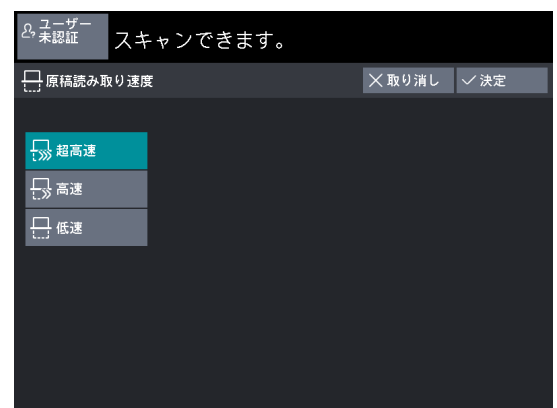 ユーザー
未認証
スキャンできます。
原稿読み取り速度
取り消し
決定
超高速
高速
低速